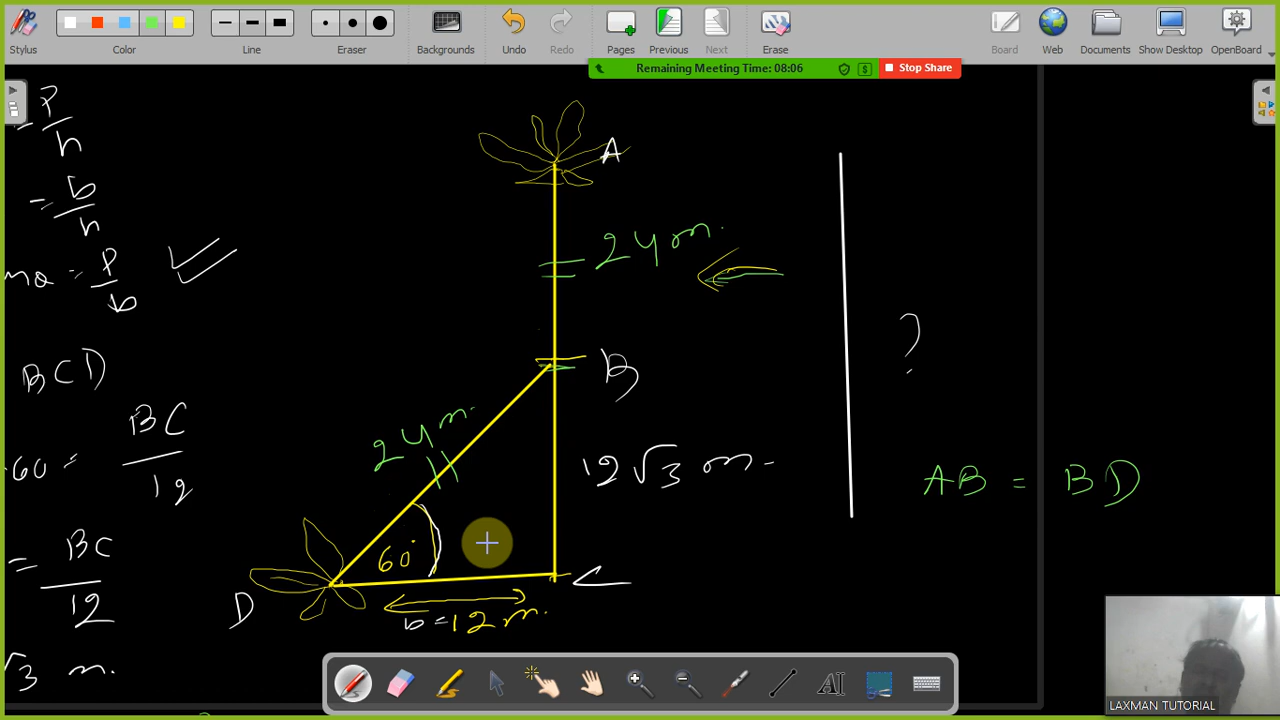 Stylus Color Line Eraser Backgrounds Undo Redo Pages Previous Next Erase Board Web Documents Show Desktop OpenBoard
Remaining Meeting Time: 08:06 Stop Share
= P/h
= b/h
= P/b
BCD
60 = BC/12
= BC/12
√3 m.
A
24 m.
B
24 m.
12√3 m
60°
D
C
b = 12 m.
?
AB = BD
LAXMAN TUTORIAL